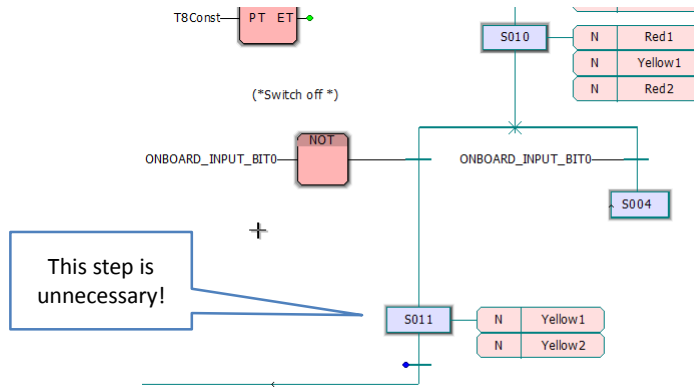 T8Const
PT ET
S010
N Red1
N Yellow1
N Red2
(*Switch off *)
NOT
ONBOARD_INPUT_BIT0
ONBOARD_INPUT_BIT0
S004
This step is
unnecessary!
S011
N Yellow1
N Yellow2